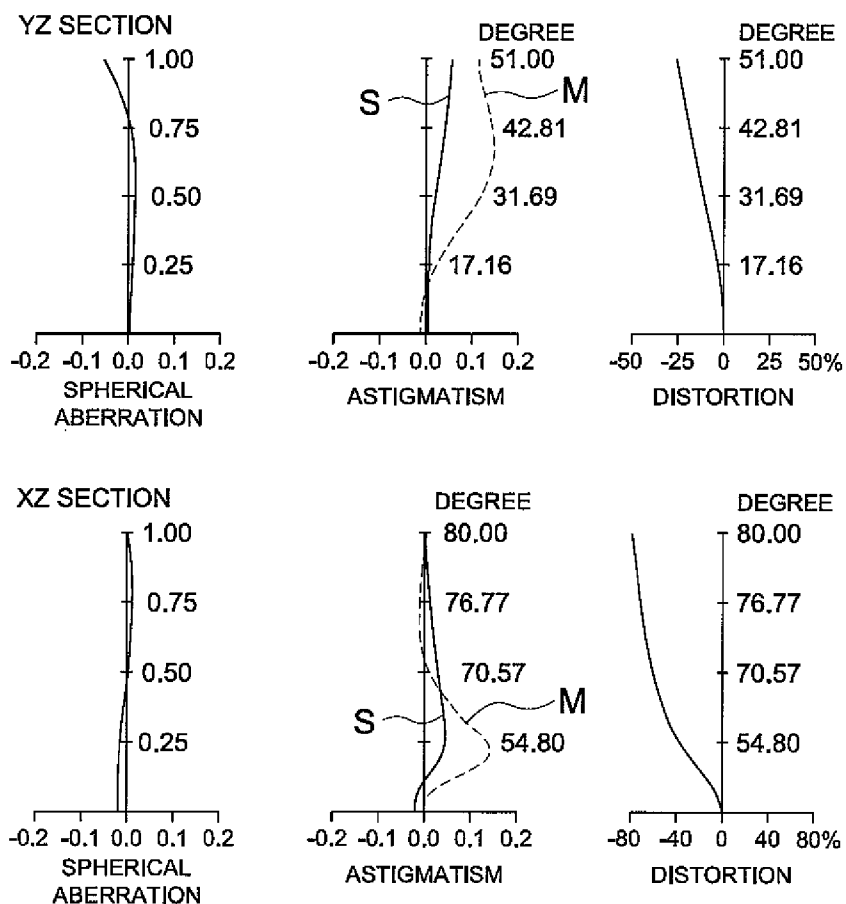 YZ SECTION
1.00
0.75
0.50
0.25
-0.2 -0.1 0.0 0.1 0.2
SPHERICAL
ABERRATION
DEGREE
51.00
S
M
42.81
31.69
17.16
-0.2 -0.1 0.0 0.1 0.2
ASTIGMATISM
DEGREE
51.00
42.81
31.69
17.16
-50 -25 0 25 50%
DISTORTION
XZ SECTION
1.00
0.75
0.50
0.25
-0.2 -0.1 0.0 0.1 0.2
SPHERICAL
ABERRATION
DEGREE
80.00
76.77
70.57
S
M
54.80
-0.2 -0.1 0.0 0.1 0.2
ASTIGMATISM
DEGREE
80.00
76.77
70.57
54.80
-80 -40 0 40 80%
DISTORTION